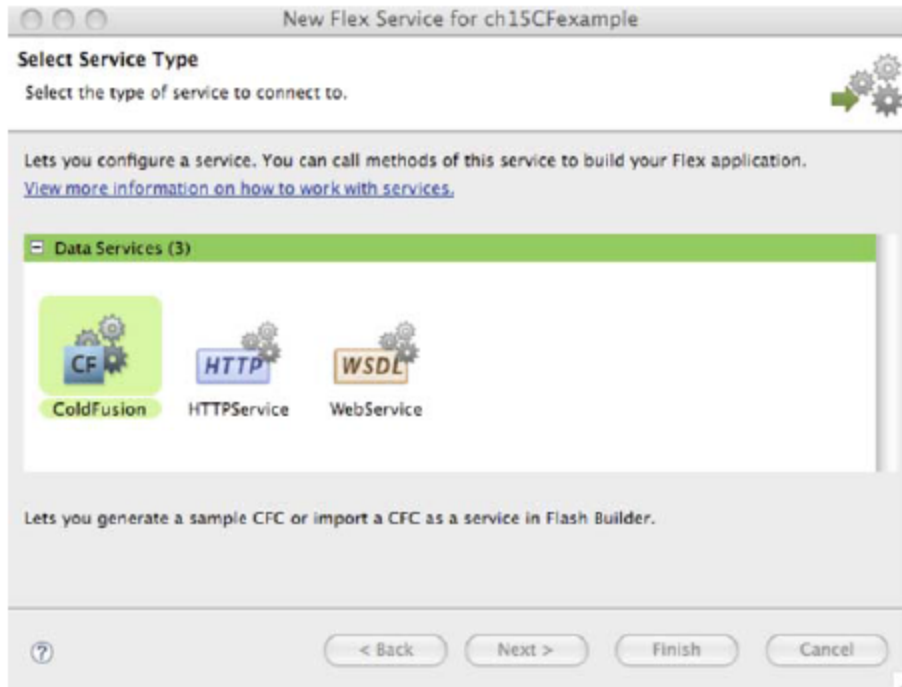 New Flex Service for ch15CFexample
Select Service Type
Select the type of service to connect to.
Lets you configure a service. You can call methods of this service to build your Flex application.
View more information on how to work with services.
Data Services (3)
CF
HTTP
WSDL
ColdFusion
HTTPService
WebService
Lets you generate a sample CFC or import a CFC as a service in Flash Builder.
?
< Back
Next >
Finish
Cancel